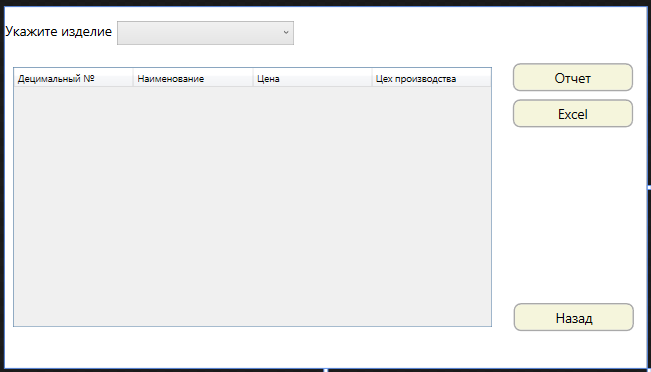 Укажите изделие
Децимальный № Наименование Цена Цех производства
Отчет
Excel
Назад